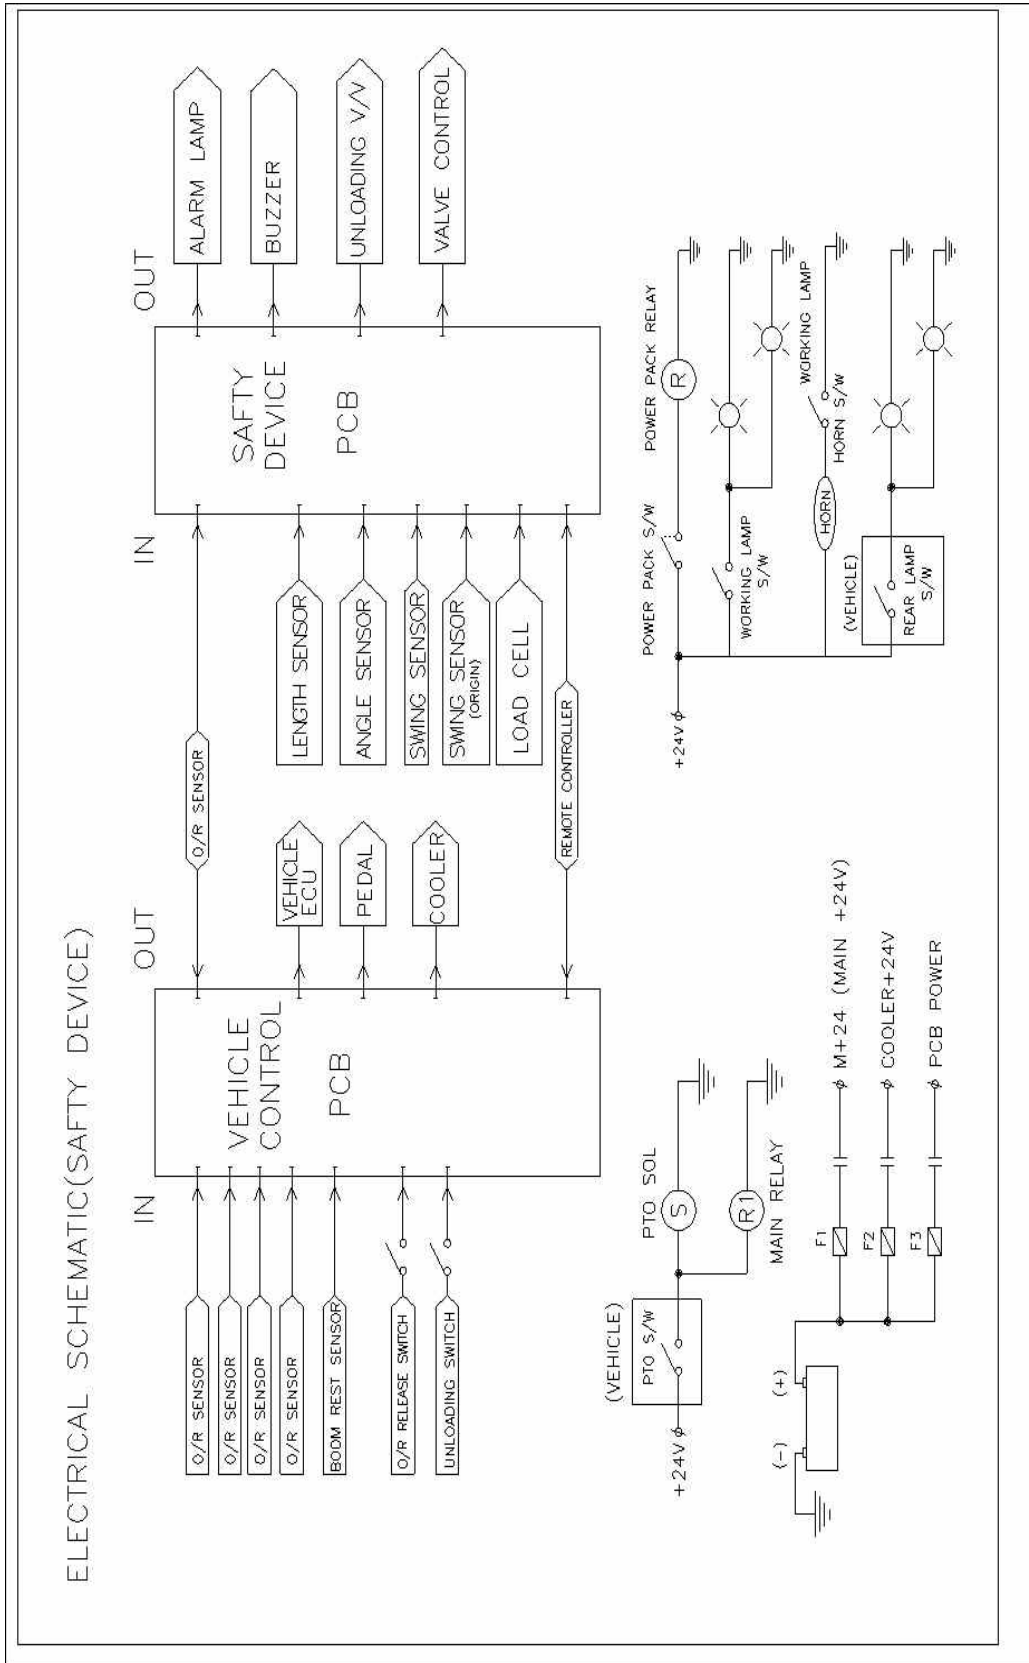 ELECTRICAL SCHEMATIC(SAFTY DEVICE)
IN
OUT
IN
OUT
O/R SENSOR
O/R SENSOR
O/R SENSOR
O/R SENSOR
BOOM REST SENSOR
O/R RELEASE SWITCH
UNLOADING SWITCH
VEHICLE
CONTROL
PCB
O/R SENSOR
VEHICLE
ECU
PEDAL
COOLER
REMOTE CONTROLLER
LENGTH SENSOR
ANGLE SENSOR
SWING SENSOR
SWING SENSOR
(ORIGIN)
LOAD CELL
SAFTY
DEVICE
PCB
ALARM LAMP
BUZZER
UNLOADING V/V
VALVE CONTROL
+24V
(VEHICLE)
PTO S/W
PTO SOL
S
R1
MAIN RELAY
(-)
(+)
F1
M+24 (MAIN +24V)
F2
COOLER+24V
F3
PCB POWER
+24V
POWER PACK S/W
POWER PACK RELAY
R
WORKING LAMP
S/W
WORKING LAMP
HORN
HORN S/W
(VEHICLE)
REAR LAMP
S/W